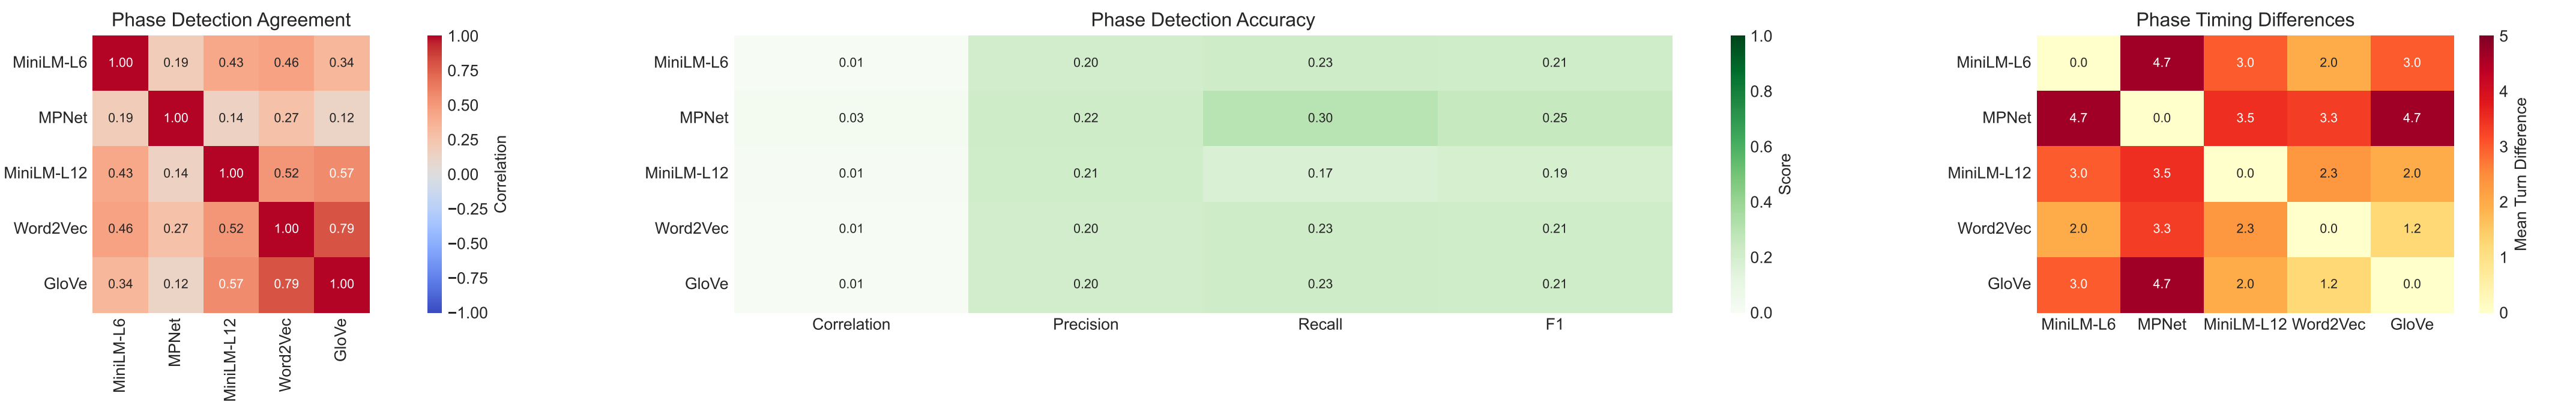 Phase Detection Agreement
MiniLM-L6 1.00 0.19 0.43 0.46 0.34
MPNet 0.19 1.00 0.14 0.27 0.12
MiniLM-L12 0.43 0.14 1.00 0.52 0.57
Word2Vec 0.46 0.27 0.52 1.00 0.79
GloVe 0.34 0.12 0.57 0.79 1.00
MiniLM-L6 MPNet MiniLM-L12 Word2Vec GloVe
1.00
0.75
0.50
0.25
0.00
−0.25
−0.50
−0.75
−1.00
Correlation
Phase Detection Accuracy
MiniLM-L6 0.01 0.20 0.23 0.21
MPNet 0.03 0.22 0.30 0.25
MiniLM-L12 0.01 0.21 0.17 0.19
Word2Vec 0.01 0.20 0.23 0.21
GloVe 0.01 0.20 0.23 0.21
Correlation Precision Recall F1
1.0
0.8
0.6
0.4
0.2
0.0
Score
Phase Timing Differences
MiniLM-L6 0.0 4.7 3.0 2.0 3.0
MPNet 4.7 0.0 3.5 3.3 4.7
MiniLM-L12 3.0 3.5 0.0 2.3 2.0
Word2Vec 2.0 3.3 2.3 0.0 1.2
GloVe 3.0 4.7 2.0 1.2 0.0
MiniLM-L6 MPNet MiniLM-L12 Word2Vec GloVe
5
4
3
2
1
0
Mean Turn Difference